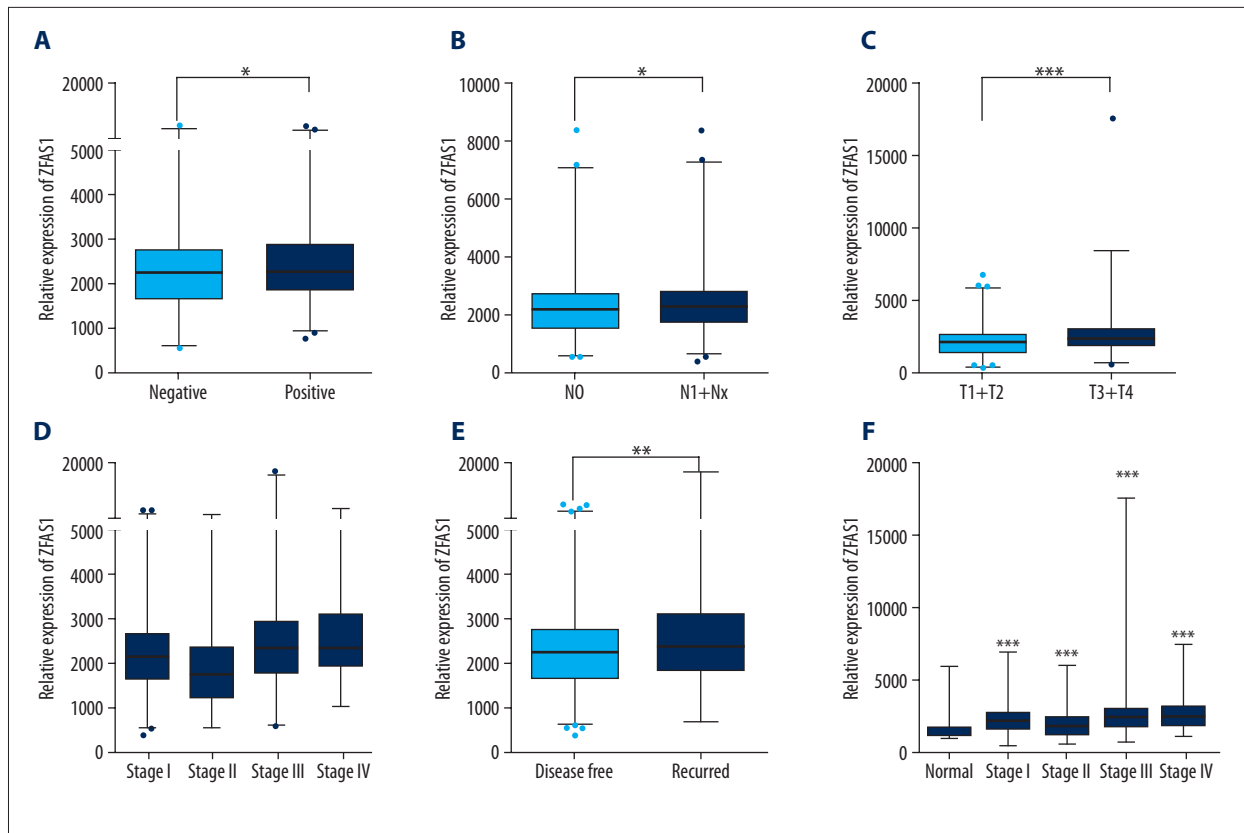 A
*
20000
5000
4000
3000
2000
1000
0
Relative expression of ZFAS1
Negative Positive
B
*
10000
8000
6000
4000
2000
0
Relative expression of ZFAS1
N0 N1+Nx
C
***
20000
15000
10000
5000
0
Relative expression of ZFAS1
T1+T2 T3+T4
D
20000
5000
4000
3000
2000
1000
0
Relative expression of ZFAS1
Stage I Stage II Stage III Stage IV
E
**
20000
5000
4000
3000
2000
1000
0
Relative expression of ZFAS1
Disease free Recurred
F
20000
15000
10000
5000
0
Relative expression of ZFAS1
*** *** *** ***
Normal Stage I Stage II Stage III Stage IV